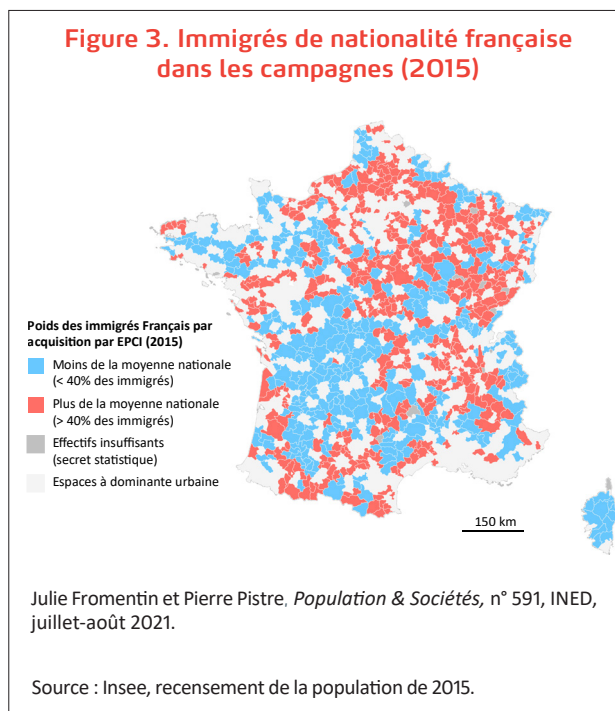 Figure 3. Immigrés de nationalité française
dans les campagnes (2015)
Poids des immigrés Français par
acquisition par EPCI (2015)
Moins de la moyenne nationale
(< 40% des immigrés)
Plus de la moyenne nationale
(> 40% des immigrés)
Effectifs insuffisants
(secret statistique)
Espaces à dominante urbaine
150 km
Julie Fromentin et Pierre Pistre, Population & Sociétés, n° 591, INED,
juillet-août 2021.
Source : Insee, recensement de la population de 2015.